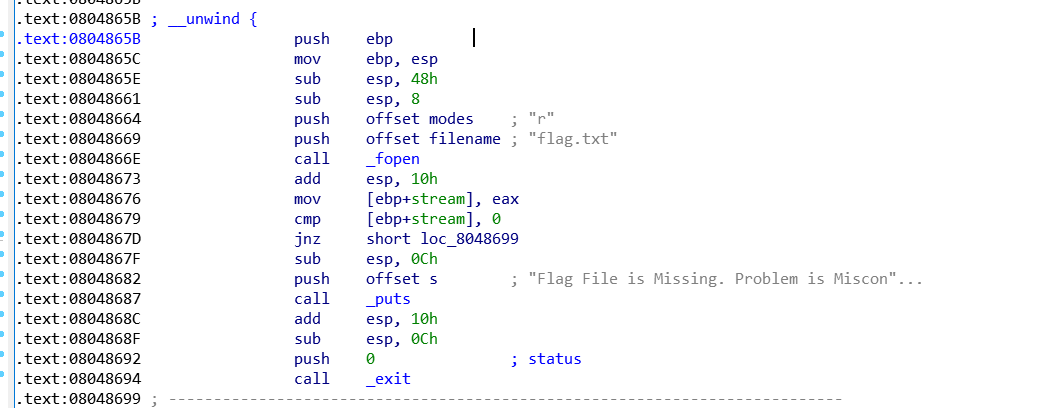 .text:0804865B ; __unwind {
.text:0804865B push ebp
.text:0804865C mov ebp, esp
.text:0804865E sub esp, 48h
.text:08048661 sub esp, 8
.text:08048664 push offset modes ; "r"
.text:08048669 push offset filename ; "flag.txt"
.text:0804866E call _fopen
.text:08048673 add esp, 10h
.text:08048676 mov [ebp+stream], eax
.text:08048679 cmp [ebp+stream], 0
.text:0804867D jnz short loc_8048699
.text:0804867F sub esp, 0Ch
.text:08048682 push offset s ; "Flag File is Missing. Problem is Miscon"...
.text:08048687 call _puts
.text:0804868C add esp, 10h
.text:0804868F sub esp, 0Ch
.text:08048692 push 0 ; status
.text:08048694 call _exit
.text:08048699 ; ---------------------------------------------------------------------------